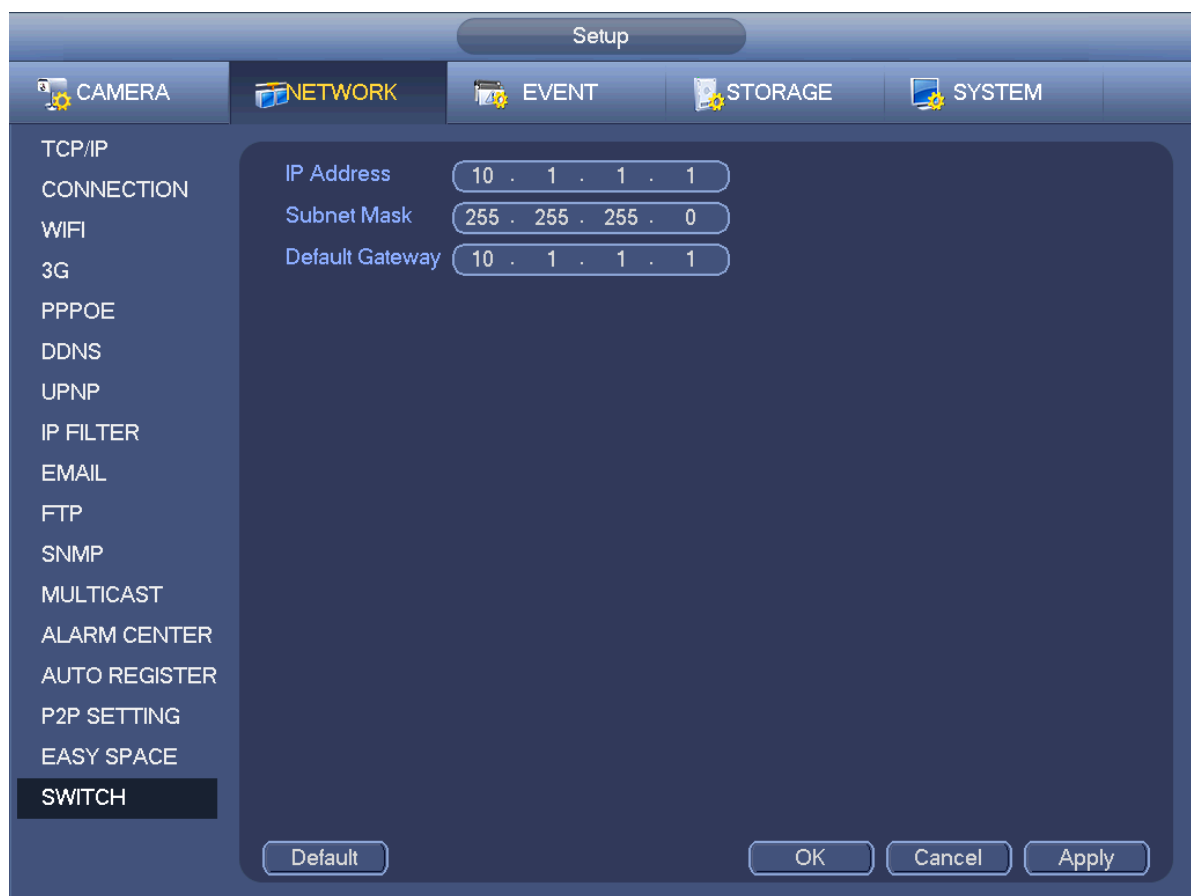 Setup
CAMERA NETWORK EVENT STORAGE SYSTEM
TCP/IP
CONNECTION
WIFI
3G
PPPOE
DDNS
UPNP
IP FILTER
EMAIL
FTP
SNMP
MULTICAST
ALARM CENTER
AUTO REGISTER
P2P SETTING
EASY SPACE
SWITCH
IP Address 10 . 1 . 1 . 1
Subnet Mask 255 . 255 . 255 . 0
Default Gateway 10 . 1 . 1 . 1
Default OK Cancel Apply